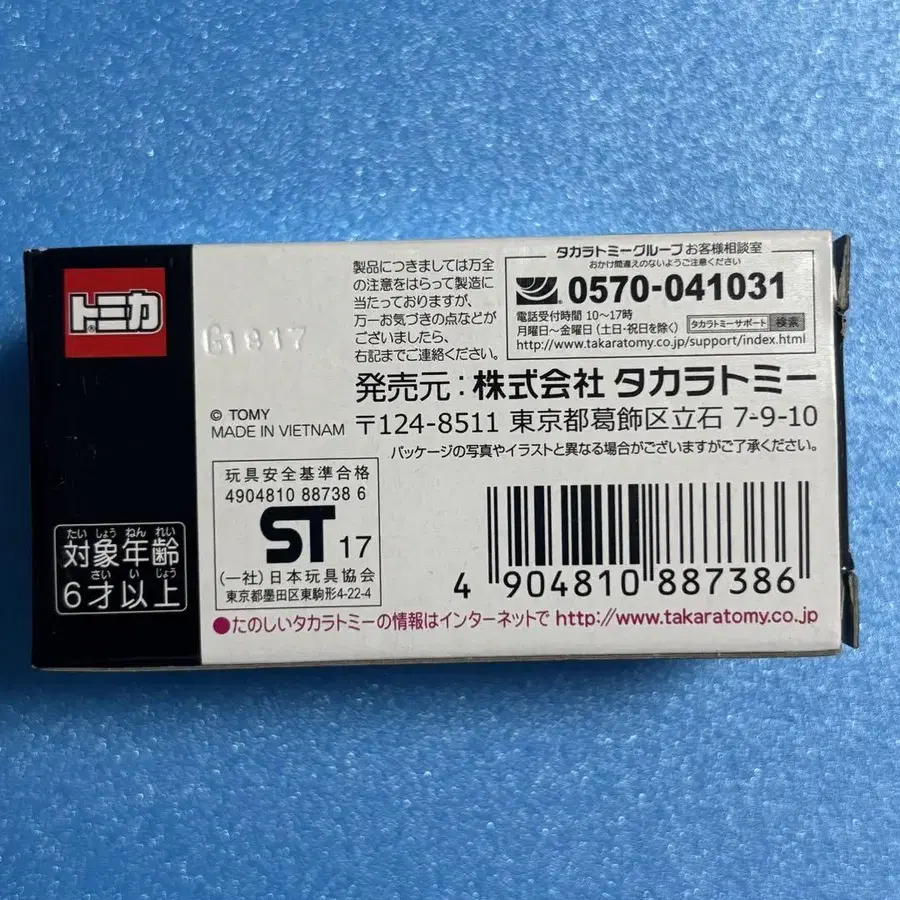 トミカ
®
G1817
製品につきましては万全
の注意をはらって製造に
当たっておりますが、
万一お気づきの点などが
ございましたら、
右記までご連絡ください。
タカラトミーグループ お客様相談室
おかけ間違えのないようご注意ください
0570-041031
電話受付時間 10～17時
月曜日～金曜日(土日・祝日を除く) タカラトミーサポート 検索
http://www.takaratomy.co.jp/support/index.html
発売元：株式会社 タカラトミー
© TOMY
MADE IN VIETNAM
〒124-8511 東京都葛飾区立石 7-9-10
パッケージの写真やイラストと異なる場合がございますがご了承ください。
玩具安全基準合格
4904810 88738 6
ST 17
(一社)日本玩具協会
東京都墨田区東駒形4-22-4
たい しょう ねん れい
対象年齢
さい い じょう
6才以上
4 904810 887386
●たのしいタカラトミーの情報はインターネットで http://www.takaratomy.co.jp